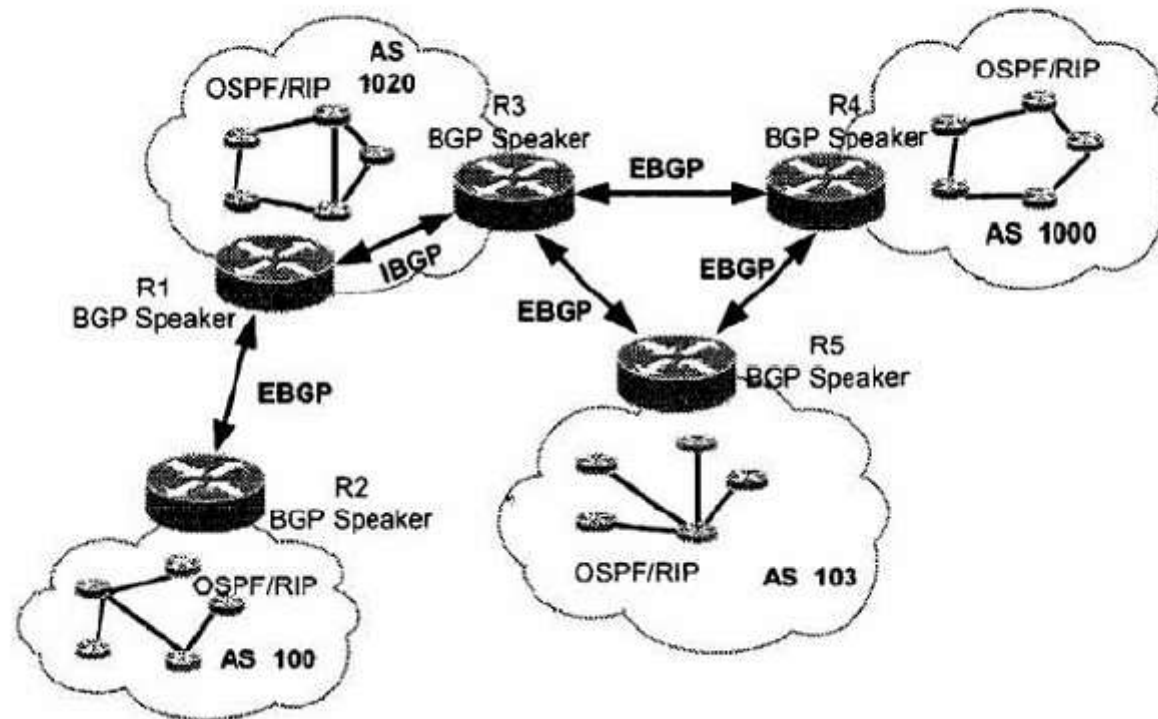 AS
1020
OSPF/RIP
R3
BGP Speaker
R4
BGP Speaker
OSPF/RIP
AS 1000
EBGP
IBGP
R1
BGP Speaker
EBGP
EBGP
EBGP
R5
BGP Speaker
R2
BGP Speaker
OSPF/RIP
AS 100
OSPF/RIP
AS 103